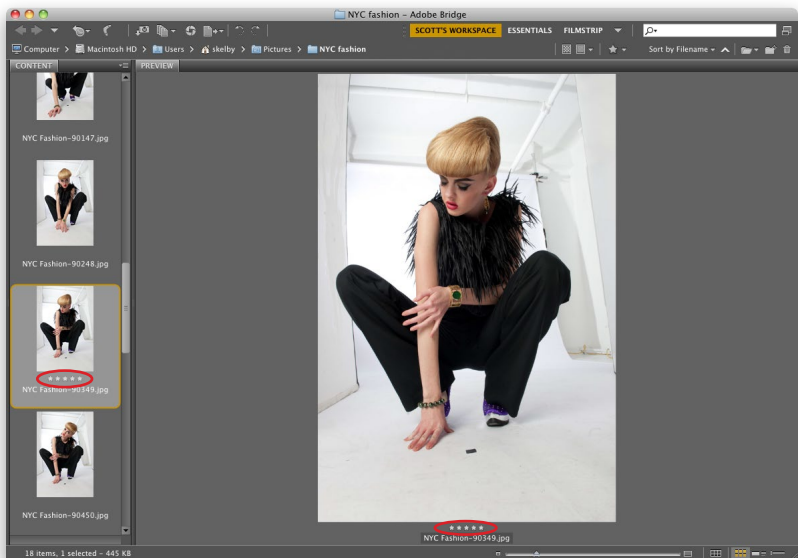 NYC fashion – Adobe Bridge
SCOTT'S WORKSPACE ESSENTIALS FILMSTRIP
Computer > Macintosh HD > Users > skelby > Pictures > NYC fashion
Sort by Filename
CONTENT
PREVIEW
NYC Fashion-90147.jpg
NYC Fashion-90248.jpg
NYC Fashion-90349.jpg
NYC Fashion-90450.jpg
NYC Fashion-90349.jpg
18 items, 1 selected – 445 KB